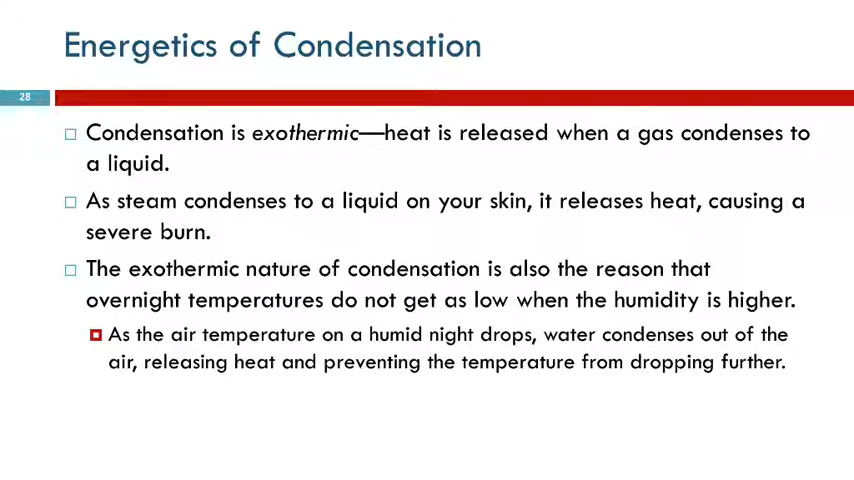 Energetics of Condensation
28
Condensation is exothermic—heat is released when a gas condenses to
a liquid.
As steam condenses to a liquid on your skin, it releases heat, causing a
severe burn.
The exothermic nature of condensation is also the reason that
overnight temperatures do not get as low when the humidity is higher.
As the air temperature on a humid night drops, water condenses out of the
air, releasing heat and preventing the temperature from dropping further.